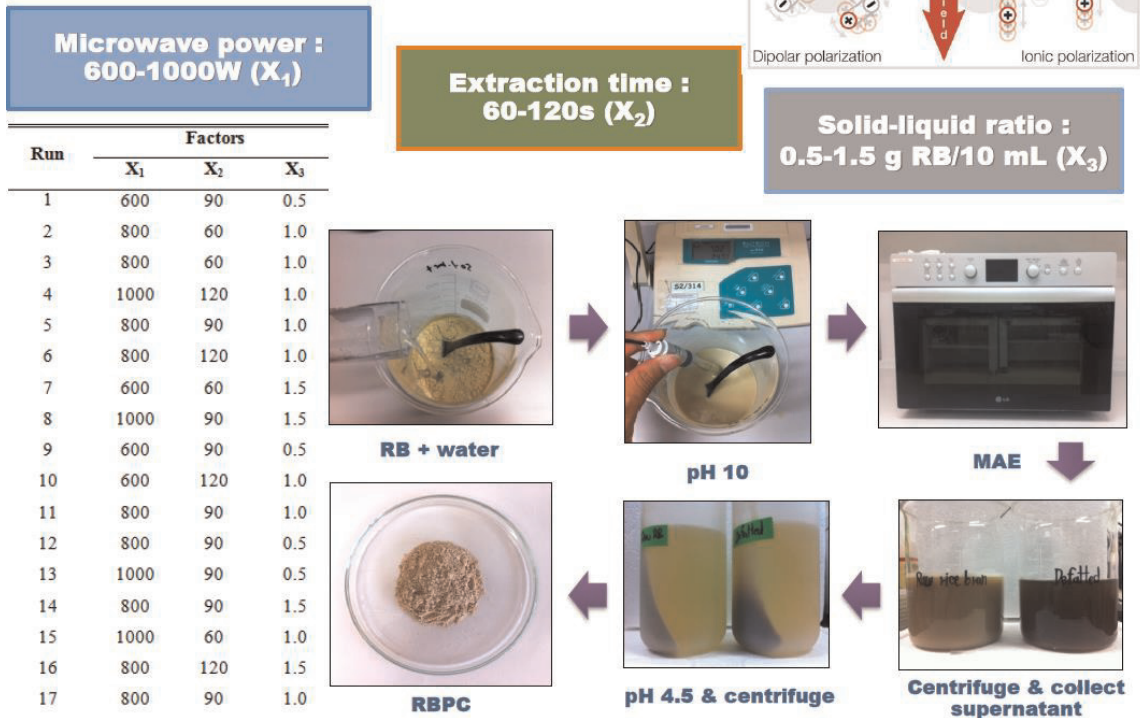 Microwave power :
600-1000W (X₁)
Extraction time :
60-120s (X₂)
Dipolar polarization
Ionic polarization
Solid-liquid ratio :
0.5-1.5 g RB/10 mL (X₃)
Run Factors
X₁ X₂ X₃
1 600 90 0.5
2 800 60 1.0
3 800 60 1.0
4 1000 120 1.0
5 800 90 1.0
6 800 120 1.0
7 600 60 1.5
8 1000 90 1.5
9 600 90 0.5
10 600 120 1.0
11 800 90 1.0
12 800 90 0.5
13 1000 90 0.5
14 800 90 1.5
15 1000 60 1.0
16 800 120 1.5
17 800 90 1.0
RB + water
S2/314
pH 10
LG
MAE
Raw rice bran
Defatted
Centrifuge & collect
supernatant
Defatted
pH 4.5 & centrifuge
RBPC